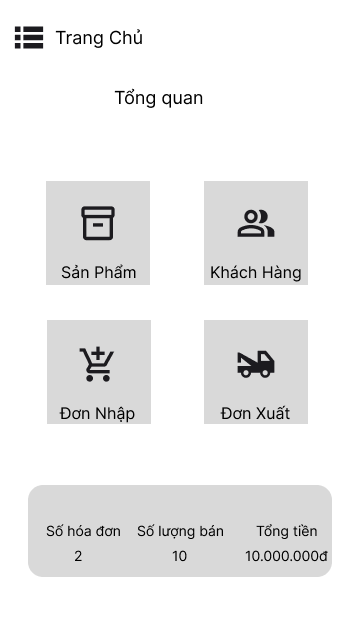 Trang Chủ
Tổng quan
Sản Phẩm
Khách Hàng
Đơn Nhập
Đơn Xuất
Số hóa đơn Số lượng bán Tổng tiền
2 10 10.000.000đ